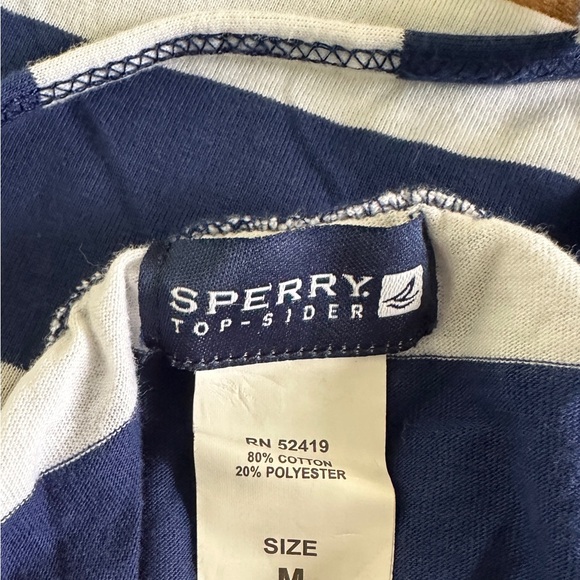 SPERRY.
TOP-SIDER
RN 52419
80% COTTON
20% POLYESTER
SIZE
M